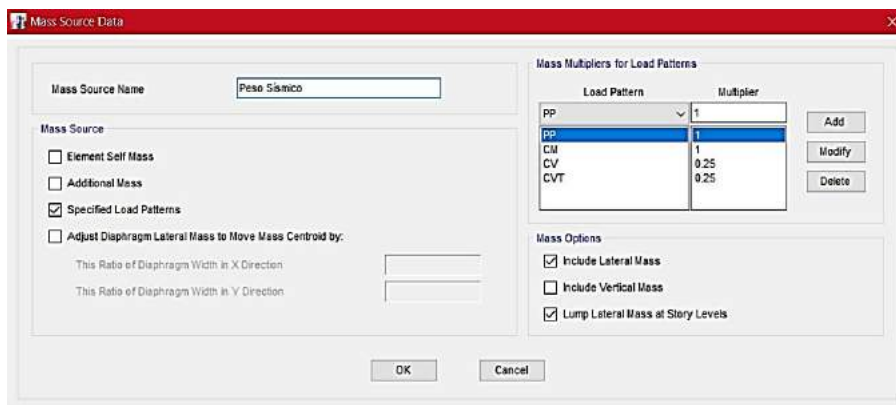 Mass Source Data
Mass Source Name
Peso Sísmico
Mass Source
Element Self Mass
Additional Mass
Specified Load Patterns
Adjust Diaphragm Lateral Mass to Move Mass Centroid by:
This Ratio of Diaphragm Width in X Direction
This Ratio of Diaphragm Width in Y Direction
Mass Multipliers for Load Patterns
Load Pattern Multiplier
PP 1
PP 1
CM 1
CV 0.25
CVT 0.25
Add
Modify
Delete
Mass Options
Include Lateral Mass
Include Vertical Mass
Lump Lateral Mass at Story Levels
OK Cancel